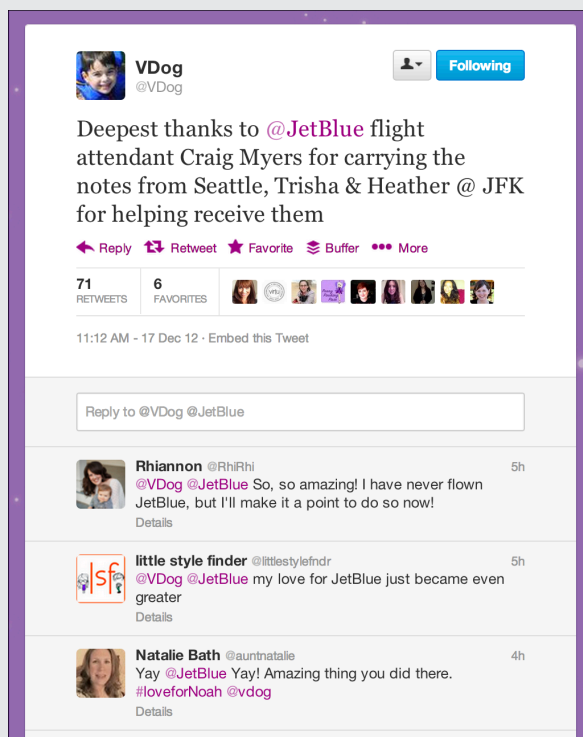 VDog
@VDog
Following
Deepest thanks to @JetBlue flight
attendant Craig Myers for carrying the
notes from Seattle, Trisha & Heather @ JFK
for helping receive them
Reply Retweet Favorite Buffer More
71
RETWEETS
6
FAVORITES
11:12 AM - 17 Dec 12 · Embed this Tweet
Reply to @VDog @JetBlue
Rhiannon @RhiRhi 5h
@VDog @JetBlue So, so amazing! I have never flown
JetBlue, but I'll make it a point to do so now!
Details
lsf
little style finder @littlestylefndr 5h
@VDog @JetBlue my love for JetBlue just became even
greater
Details
Natalie Bath @auntnatalie 4h
Yay @JetBlue Yay! Amazing thing you did there.
#loveforNoah @vdog
Details